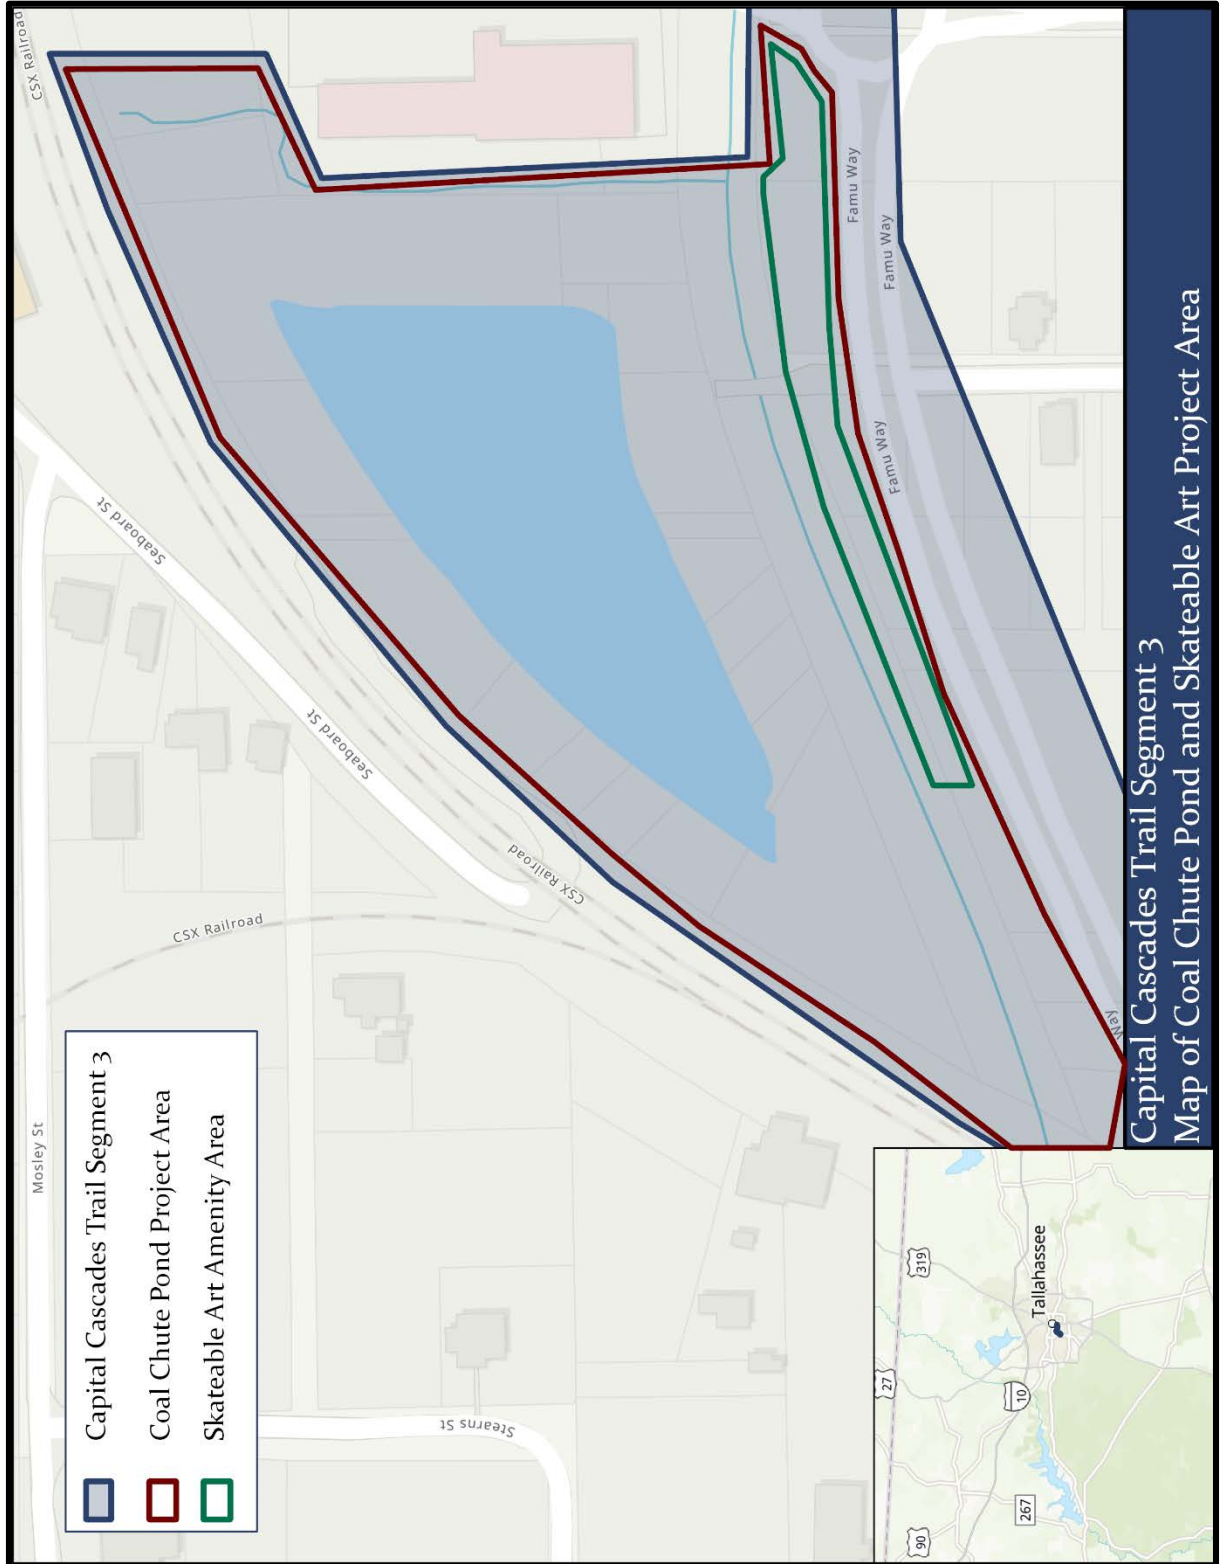 Mosley St
CSX Railroad
Seaboard St
Seaboard St
CSX Railroad
CSX Railroad
Stearns St
Famu Way
Famu Way
Famu Way
Way
Capital Cascades Trail Segment 3
Coal Chute Pond Project Area
Skateable Art Amenity Area
27
319
90
10
267
Tallahassee
Capital Cascades Trail Segment 3
Map of Coal Chute Pond and Skateable Art Project Area